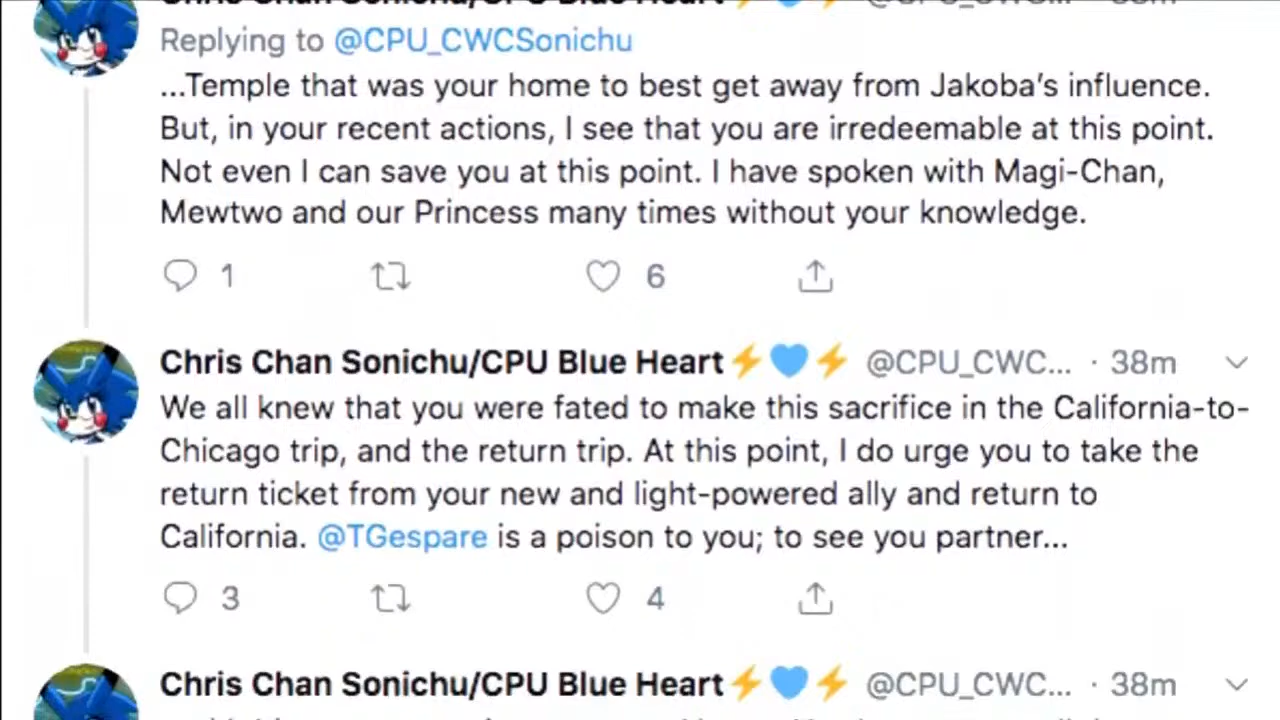 Chris Chan Sonichu/CPU Blue Heart⚡💙⚡
Replying to @CPU_CWCSonichu
...Temple that was your home to best get away from Jakoba's influence.
But, in your recent actions, I see that you are irredeemable at this point.
Not even I can save you at this point. I have spoken with Magi-Chan,
Mewtwo and our Princess many times without your knowledge.
1 6
Chris Chan Sonichu/CPU Blue Heart⚡💙⚡ @CPU_CWC... · 38m
We all knew that you were fated to make this sacrifice in the California-to-
Chicago trip, and the return trip. At this point, I do urge you to take the
return ticket from your new and light-powered ally and return to
California. @TGespare is a poison to you; to see you partner...
3 4
Chris Chan Sonichu/CPU Blue Heart⚡💙⚡ @CPU_CWC... · 38m